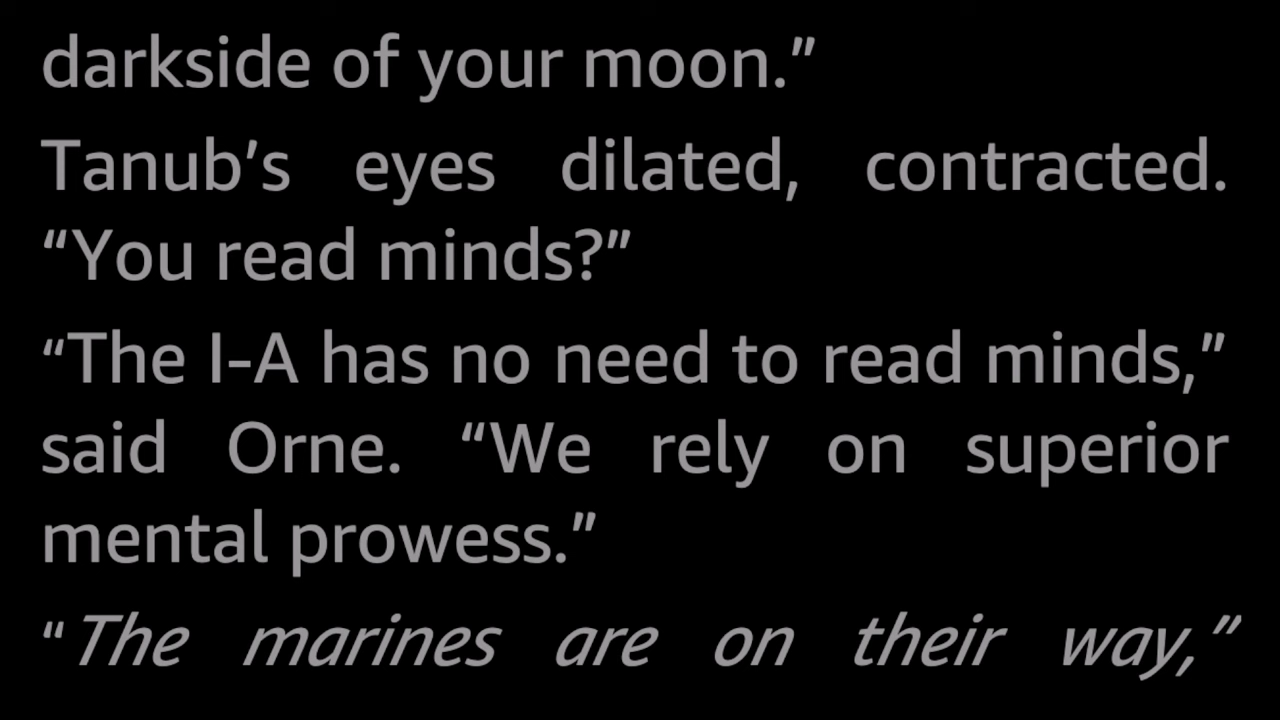 darkside of your moon.”
Tanub’s eyes dilated, contracted.
“You read minds?”
“The I-A has no need to read minds,”
said Orne. “We rely on superior
mental prowess.”
“The marines are on their way,”